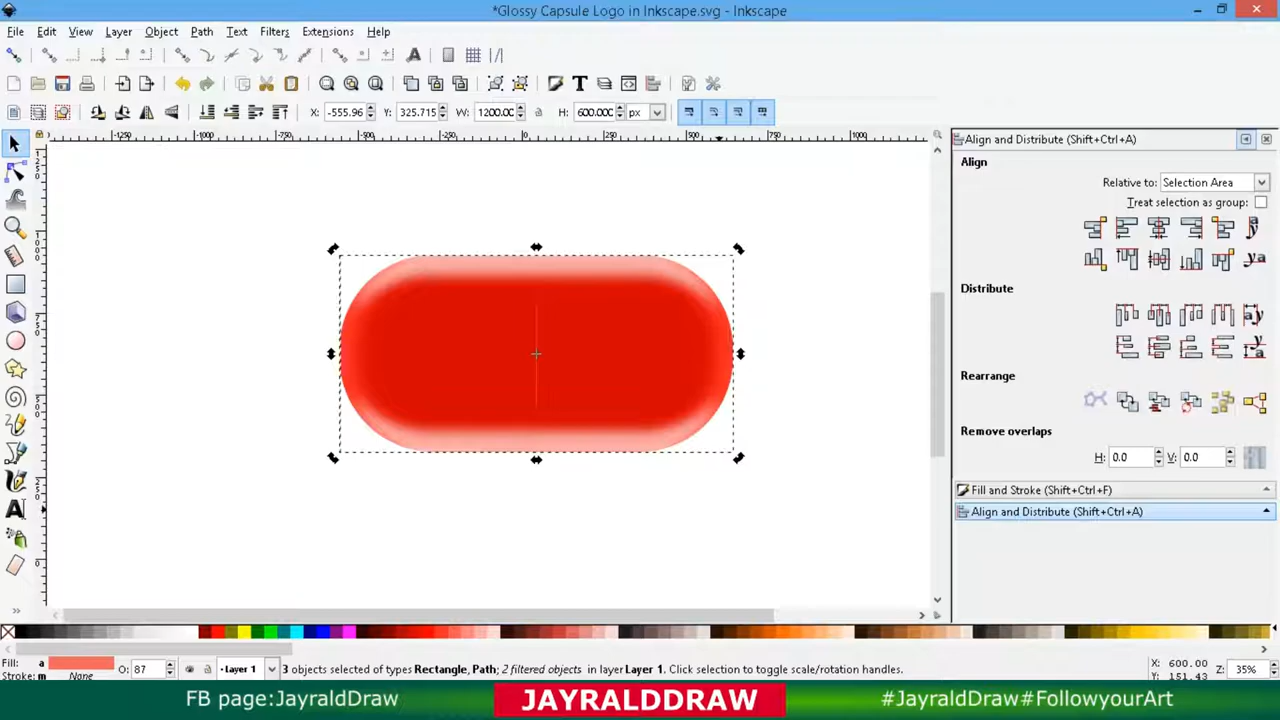 *Glossy Capsule Logo in Inkscape.svg - Inkscape
File Edit View Layer Object Path Text Filters Extensions Help
X: -555.96 Y: 325.715 W: 1200.00 H: 600.000 px
Align and Distribute (Shift+Ctrl+A)
Align
Relative to: Selection Area
Treat selection as group:
Distribute
Rearrange
Remove overlaps
H: 0.0 V: 0.0
Fill and Stroke (Shift+Ctrl+F)
Align and Distribute (Shift+Ctrl+A)
Fill: a O: 87 Layer 1 3 objects selected of types Rectangle, Path; 2 filtered objects in layer Layer 1. Click selection to toggle scale/rotation handles. X: 600.00 Z: 35%
Stroke: m None Y: 151.43
FB page:JayraldDraw JAYRALDDRAW #JayraldDraw#FollowyourArt